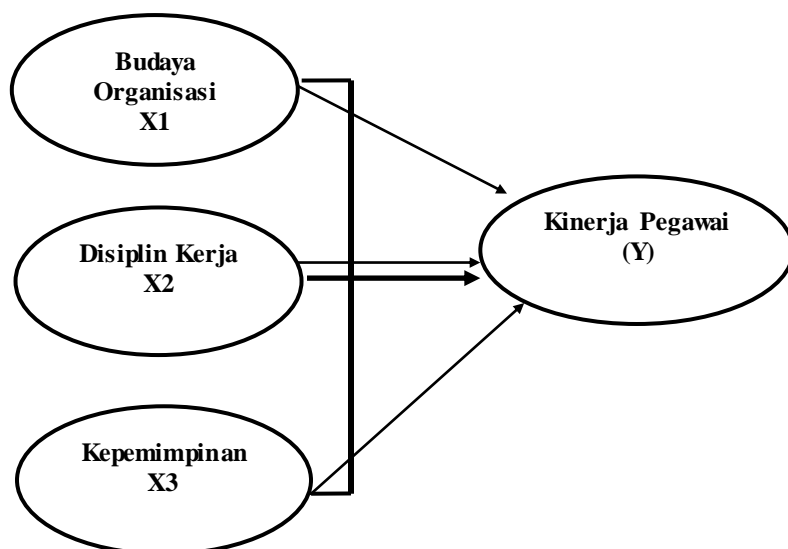 Budaya
Organisasi
X1
Disiplin Kerja
X2
Kepemimpinan
X3
Kinerja Pegawai
(Y)